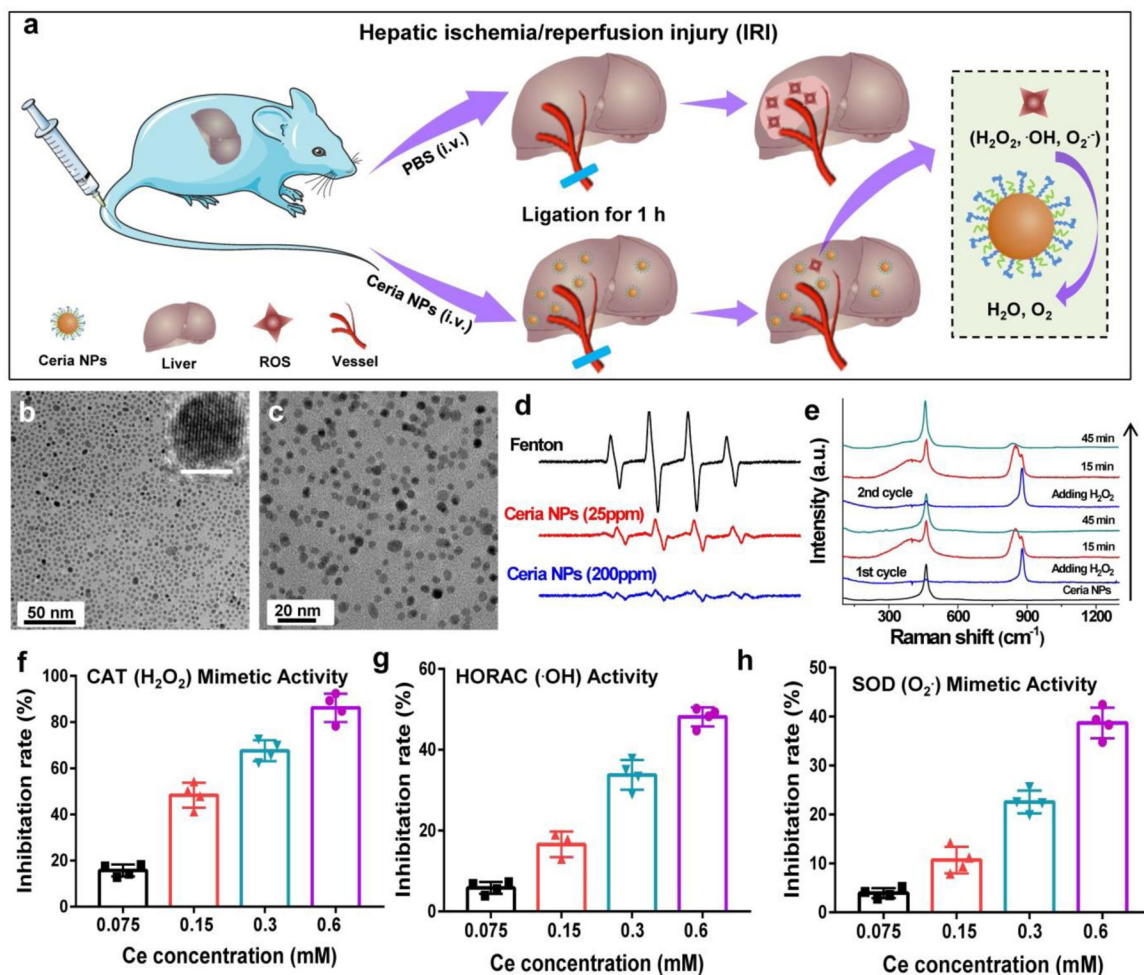 a
Hepatic ischemia/reperfusion injury (IRI)
PBS (i.v.)
Ligation for 1 h
Ceria NPs (i.v.)
(H₂O₂, ·OH, O₂·⁻)
H₂O, O₂
Ceria NPs
Liver
ROS
Vessel
b
50 nm
c
20 nm
d
Fenton
Ceria NPs (25ppm)
Ceria NPs (200ppm)
e
Intensity (a.u.)
45 min
15 min
2nd cycle
Adding H₂O₂
45 min
15 min
1st cycle
Adding H₂O₂
Ceria NPs
300 600 900 1200
Raman shift (cm⁻¹)
f
CAT (H₂O₂) Mimetic Activity
Inhibitation rate (%)
100
80
60
40
20
0
0.075 0.15 0.3 0.6
Ce concentration (mM)
g
HORAC (·OH) Activity
Inhibitation rate (%)
60
40
20
0
0.075 0.15 0.3 0.6
Ce concentration (mM)
h
SOD (O₂·) Mimetic Activity
Inhibitation rate (%)
50
40
30
20
10
0
0.075 0.15 0.3 0.6
Ce concentration (mM)